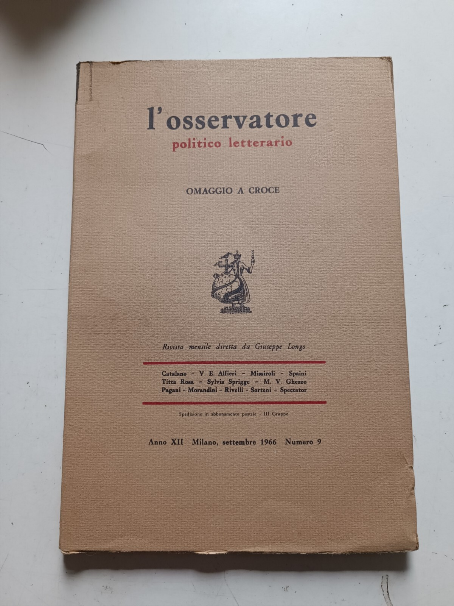 l'osservatore
politico letterario
OMAGGIO A CROCE
Rivista mensile diretta da Giuseppe Longo
Catalano - V. E. Alfieri - Missiroli - Spaini
Titta Rosa - Sylvia Sprigge - M. V. Ghezzo
Pagani - Morandini - Rivelli - Sartani - Spectator
Spedizione in abbonamento postale - III Gruppo
Anno XII Milano, settembre 1966 Numero 9